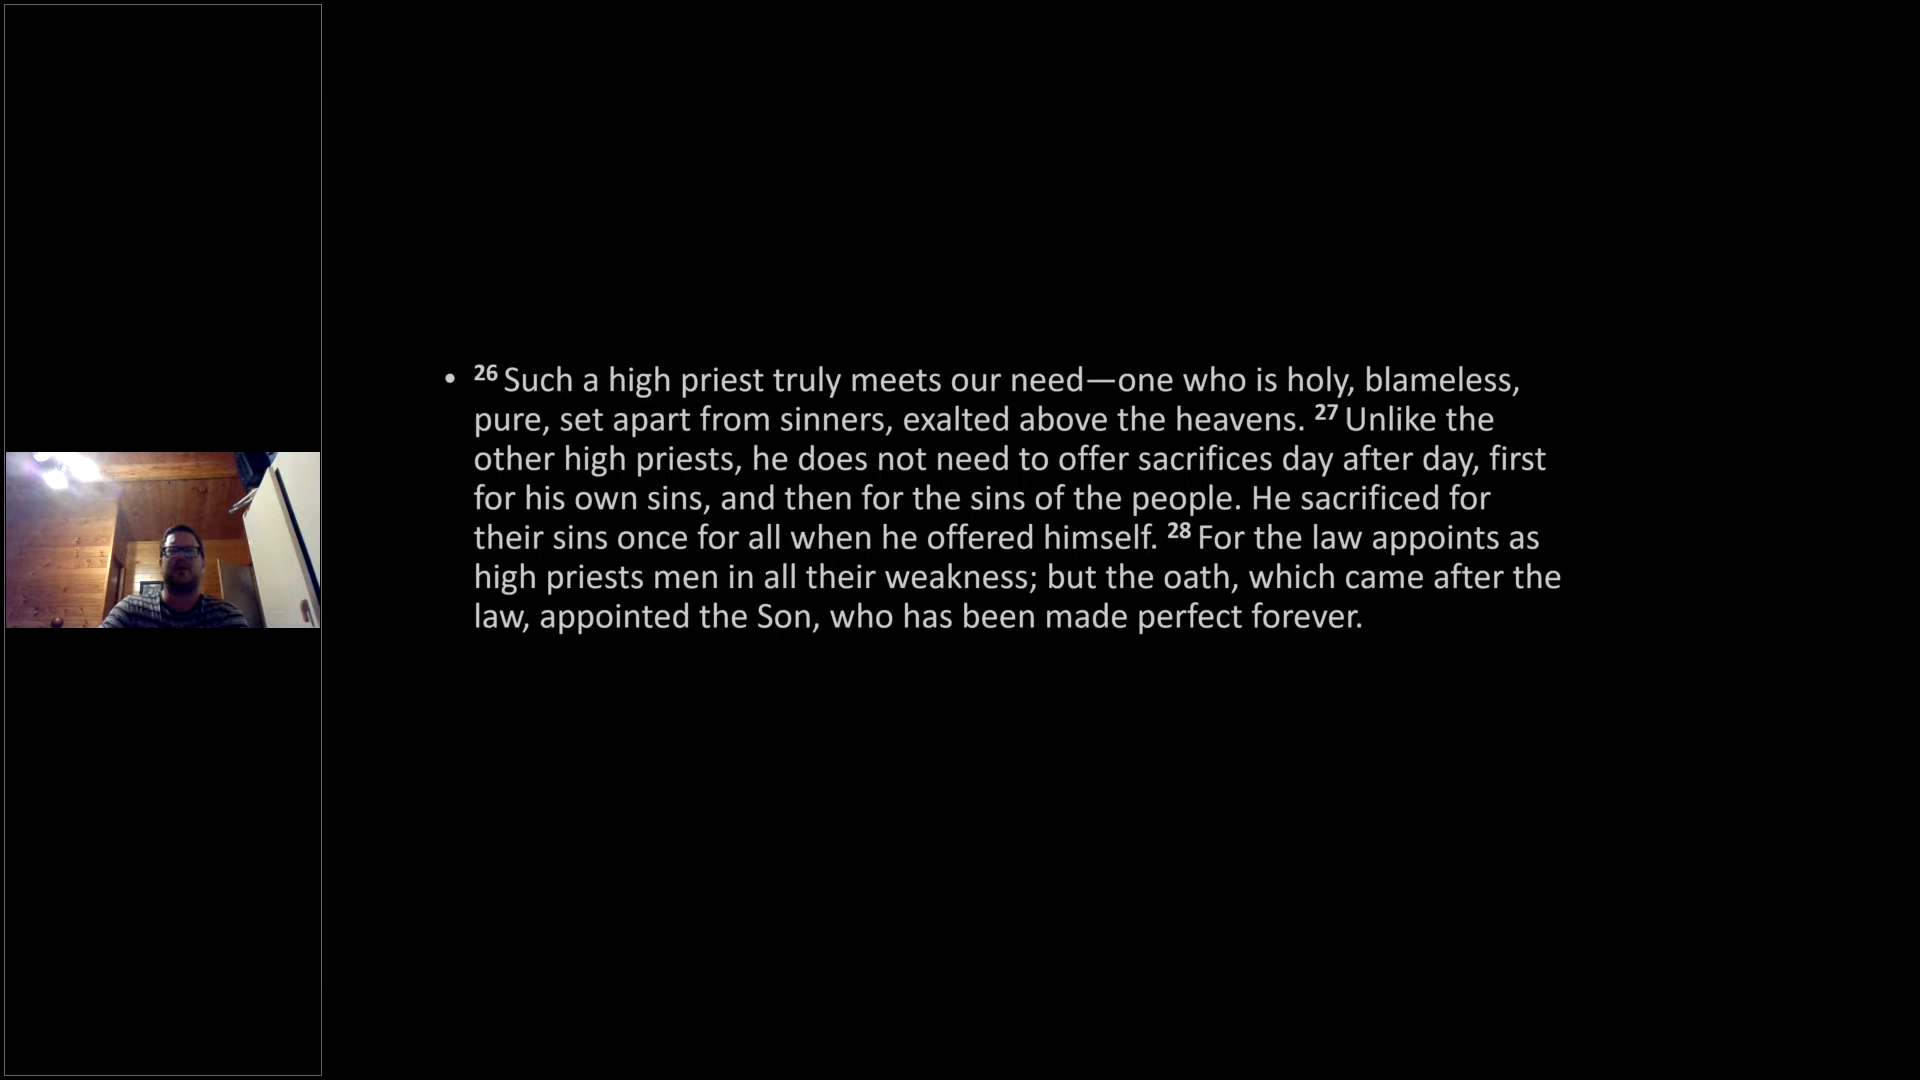 • 26 Such a high priest truly meets our need—one who is holy, blameless,
pure, set apart from sinners, exalted above the heavens. 27 Unlike the
other high priests, he does not need to offer sacrifices day after day, first
for his own sins, and then for the sins of the people. He sacrificed for
their sins once for all when he offered himself. 28 For the law appoints as
high priests men in all their weakness; but the oath, which came after the
law, appointed the Son, who has been made perfect forever.